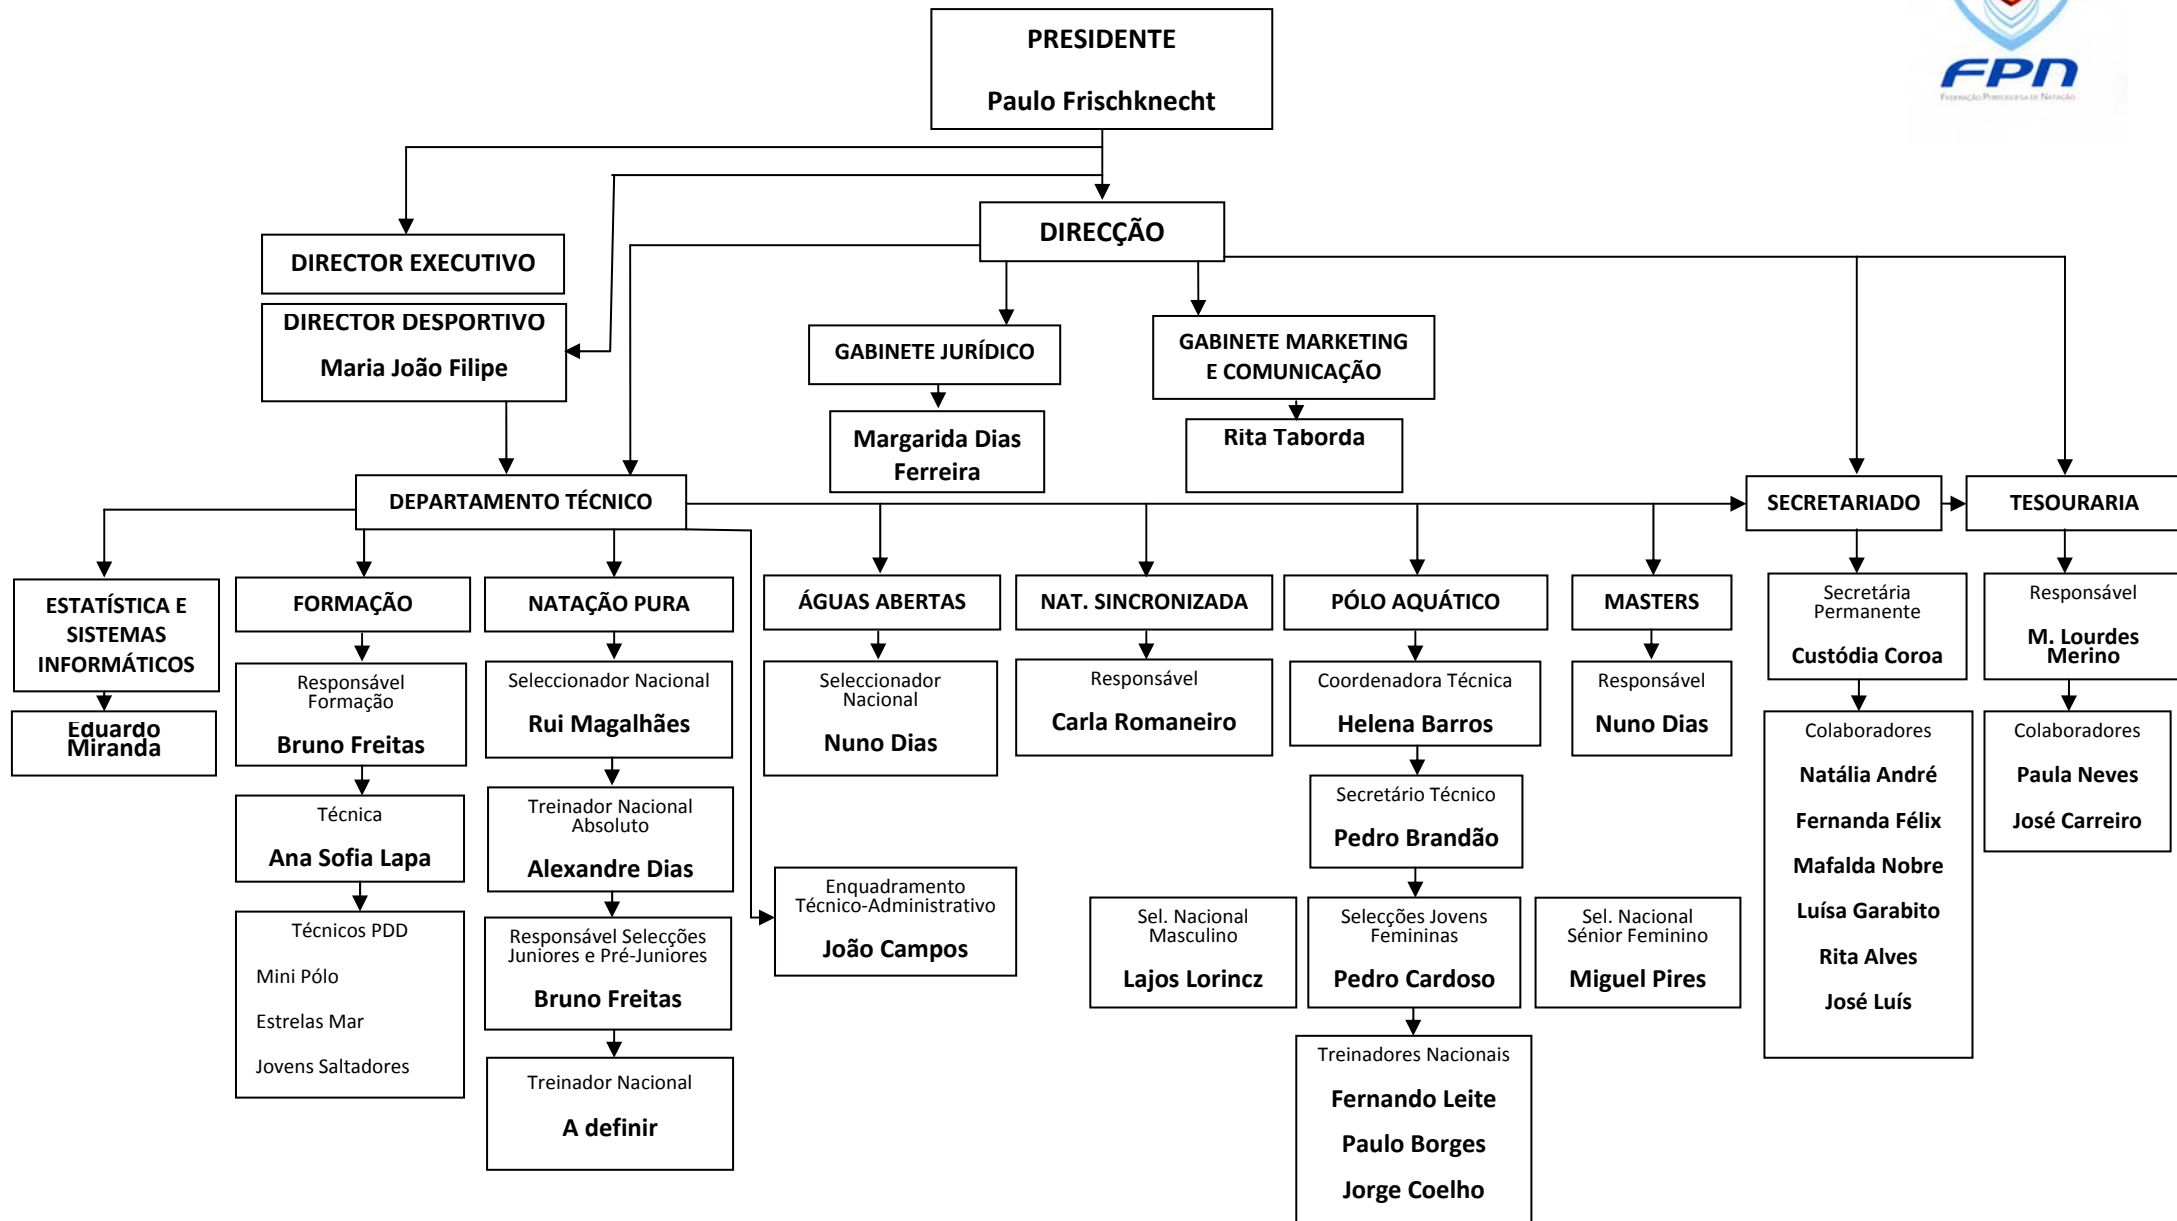 PRESIDENTE
Paulo Frischknecht
FPN
FEDERAÇÃO PORTUGUESA DE NATAÇÃO
DIRECÇÃO
DIRECTOR EXECUTIVO
DIRECTOR DESPORTIVO
Maria João Filipe
GABINETE JURÍDICO
GABINETE MARKETING
E COMUNICAÇÃO
Margarida Dias
Ferreira
Rita Taborda
DEPARTAMENTO TÉCNICO
SECRETARIADO
TESOURARIA
ESTATÍSTICA E
SISTEMAS
INFORMÁTICOS
Eduardo
Miranda
FORMAÇÃO
Responsável
Formação
Bruno Freitas
Técnica
Ana Sofia Lapa
Técnicos PDD
Mini Pólo
Estrelas Mar
Jovens Saltadores
NATAÇÃO PURA
Seleccionador Nacional
Rui Magalhães
Treinador Nacional
Absoluto
Alexandre Dias
Responsável Selecções
Juniores e Pré-Juniores
Bruno Freitas
Treinador Nacional
A definir
Enquadramento
Técnico-Administrativo
João Campos
ÁGUAS ABERTAS
Seleccionador
Nacional
Nuno Dias
NAT. SINCRONIZADA
Responsável
Carla Romaneiro
PÓLO AQUÁTICO
Coordenadora Técnica
Helena Barros
Secretário Técnico
Pedro Brandão
Sel. Nacional
Masculino
Lajos Lorincz
Selecções Jovens
Femininas
Pedro Cardoso
Sel. Nacional
Sénior Feminino
Miguel Pires
Treinadores Nacionais
Fernando Leite
Paulo Borges
Jorge Coelho
MASTERS
Responsável
Nuno Dias
Secretária
Permanente
Custódia Coroa
Colaboradores
Natália André
Fernanda Félix
Mafalda Nobre
Luísa Garabito
Rita Alves
José Luís
Responsável
M. Lourdes
Merino
Colaboradores
Paula Neves
José Carreiro